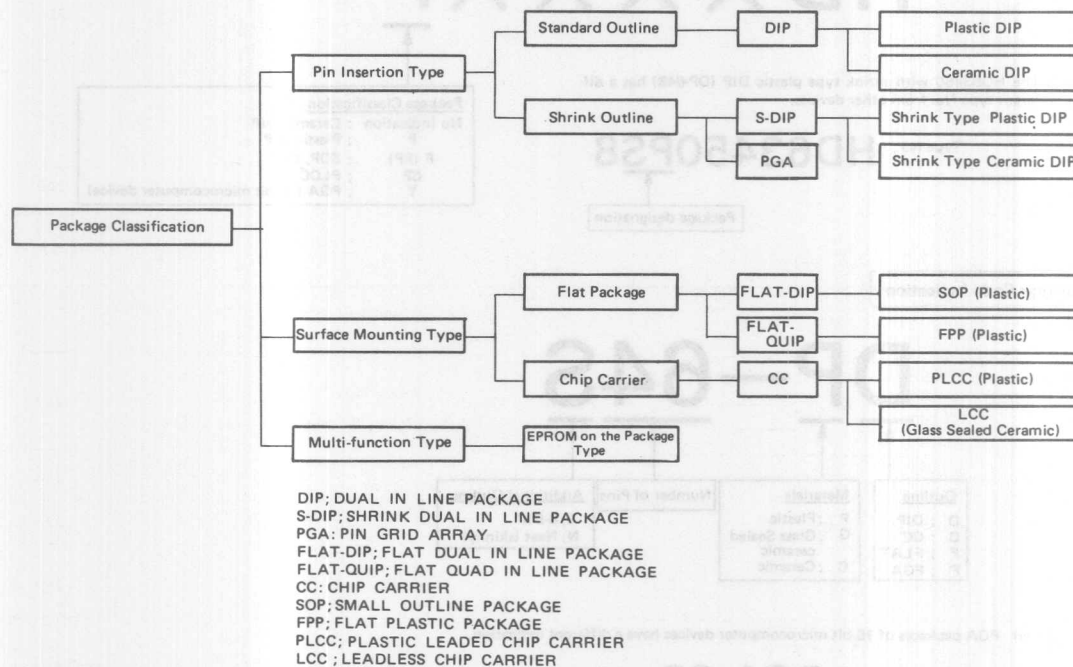 Package Classification
Pin Insertion Type
Surface Mounting Type
Multi-function Type
Standard Outline
Shrink Outline
Flat Package
Chip Carrier
EPROM on the Package
Type
DIP
S-DIP
PGA
FLAT-DIP
FLAT-
QUIP
CC
Plastic DIP
Ceramic DIP
Shrink Type Plastic DIP
Shrink Type Ceramic DIP
SOP (Plastic)
FPP (Plastic)
PLCC (Plastic)
LCC
(Glass Sealed Ceramic)
DIP; DUAL IN LINE PACKAGE
S-DIP; SHRINK DUAL IN LINE PACKAGE
PGA: PIN GRID ARRAY
FLAT-DIP; FLAT DUAL IN LINE PACKAGE
FLAT-QUIP; FLAT QUAD IN LINE PACKAGE
CC: CHIP CARRIER
SOP; SMALL OUTLINE PACKAGE
FPP; FLAT PLASTIC PACKAGE
PLCC; PLASTIC LEADED CHIP CARRIER
LCC ; LEADLESS CHIP CARRIER